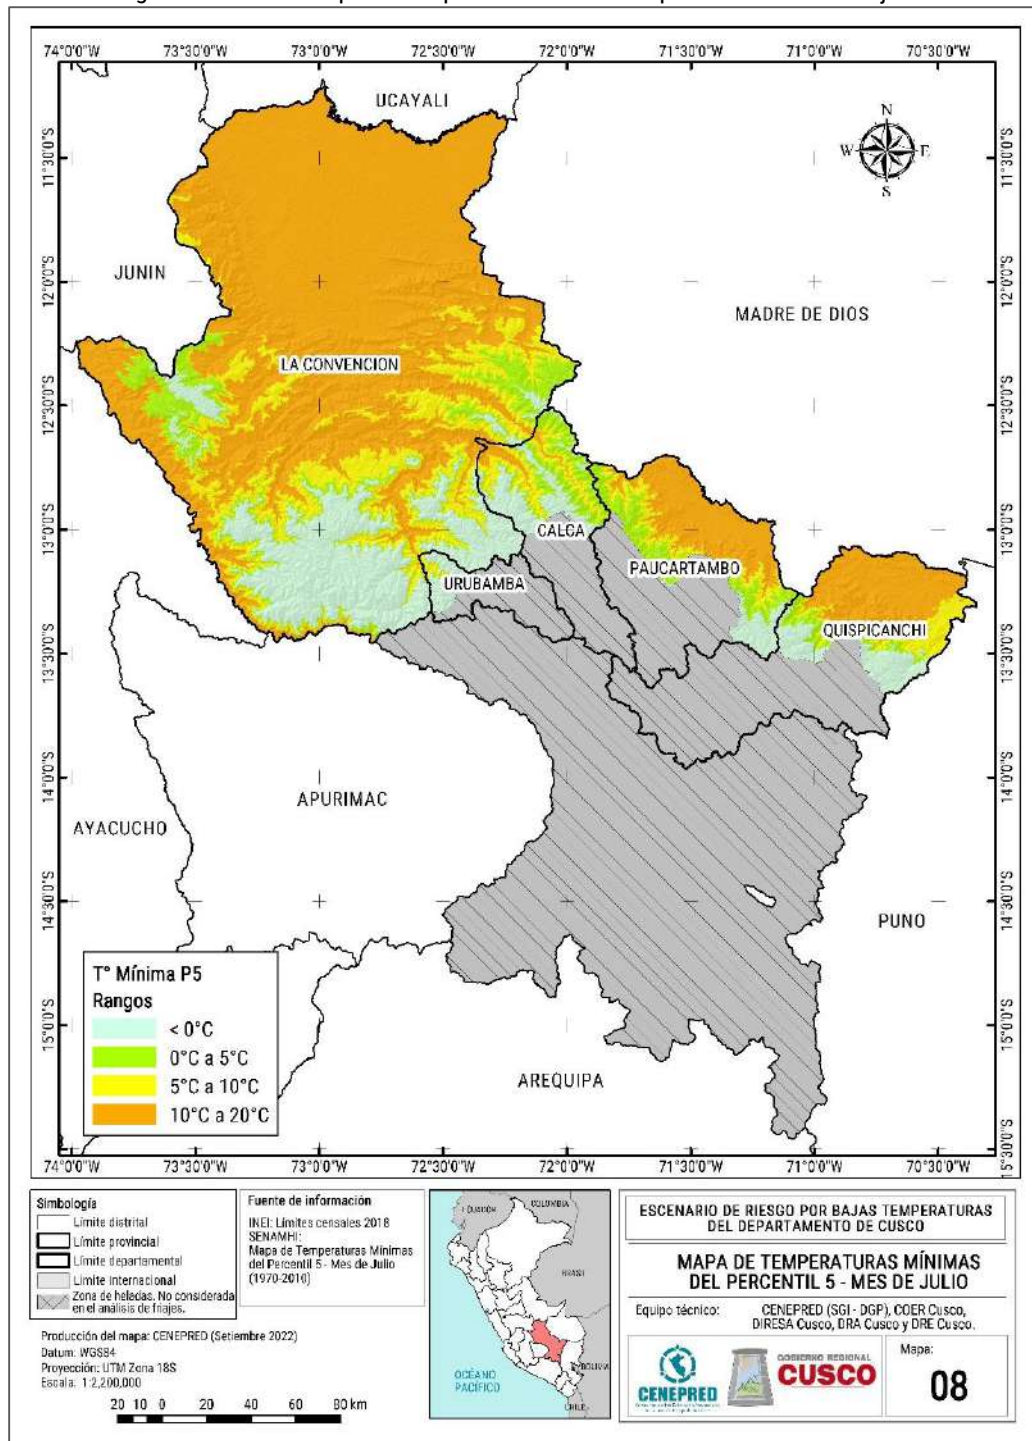 74°0'0"W 73°30'0"W 73°0'0"W 72°30'0"W 72°0'0"W 71°30'0"W 71°0'0"W 70°30'0"W
UCAYALI
N
W E
S
11°30'0"S 11°30'0"S
JUNIN
12°0'0"S 12°0'0"S
MADRE DE DIOS
LA CONVENCION
12°30'0"S 12°30'0"S
13°0'0"S 13°0'0"S
CALCA
PAUCARTAMBO
URUBAMBA
QUISPICANCHI
13°30'0"S 13°30'0"S
14°0'0"S 14°0'0"S
APURIMAC
AYACUCHO
14°30'0"S 14°30'0"S
PUNO
T° Mínima P5
Rangos
< 0°C
0°C a 5°C
5°C a 10°C
10°C a 20°C
15°0'0"S 15°0'0"S
AREQUIPA
15°30'0"S
74°0'0"W 73°30'0"W 73°0'0"W 72°30'0"W 72°0'0"W 71°30'0"W 71°0'0"W 70°30'0"W
Simbología
Límite distrital
Límite provincial
Límite departamental
Límite internacional
Zona de heladas. No considerada
en el análisis de friajes.
Fuente de información
INEI: Límites censales 2018
SENAMHI:
Mapa de Temperaturas Mínimas
del Percentil 5 - Mes de Julio
(1970-2010)
Producción del mapa: CENEPRED (Setiembre 2022)
Datum: WGS84
Proyección: UTM Zona 18S
Escala: 1:2,200,000
20 10 0 20 40 60 80 km
ECUADOR
COLOMBIA
BRASIL
BOLIVIA
CHILE
OCÉANO
PACÍFICO
ESCENARIO DE RIESGO POR BAJAS TEMPERATURAS
DEL DEPARTAMENTO DE CUSCO
MAPA DE TEMPERATURAS MÍNIMAS
DEL PERCENTIL 5 - MES DE JULIO
Equipo técnico: CENEPRED (SGI - DGP), COER Cusco,
DIRESA Cusco, DRA Cusco y DRE Cusco.
CENEPRED
GOBIERNO REGIONAL
CUSCO
Mapa:
08